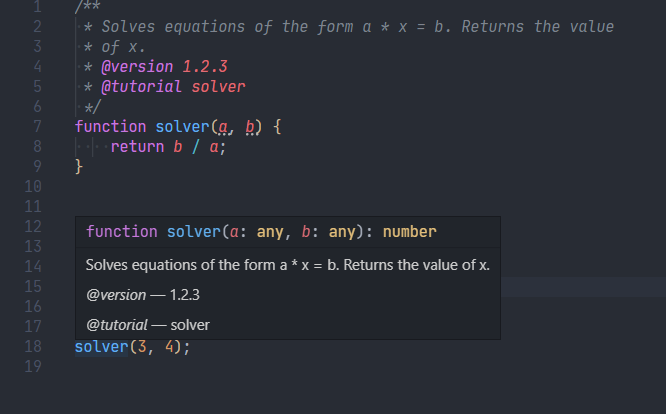 1 /**
2 * Solves equations of the form a * x = b. Returns the value
3 * of x.
4 * @version 1.2.3
5 * @tutorial solver
6 */
7 function solver(a, b) {
8 return b / a;
9 }
10
11
12
function solver(a: any, b: any): number
13
14
Solves equations of the form a * x = b. Returns the value of x.
15
@version — 1.2.3
16
17
@tutorial — solver
18 solver(3, 4);
19